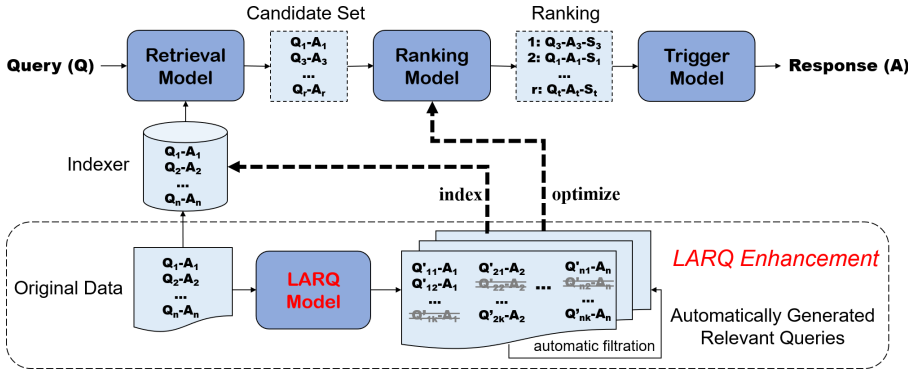 Candidate Set
Ranking
Query (Q)
Retrieval
Model
Q1-A1
Q3-A3
...
Qr-Ar
Ranking
Model
1: Q3-A3-S3
2: Q1-A1-S1
...
r: Qt-At-St
Trigger
Model
Response (A)
Indexer
Q1-A1
Q2-A2
...
Qn-An
index
optimize
Original Data
Q1-A1
Q2-A2
...
Qn-An
LARQ
Model
Q'11-A1 Q'21-A2 Q'n1-An
Q'12-A1 Q'22-A2 ... Q'n2-An
... ... ...
Q'1k-A1 Q'2k-A2 Q'nk-An
automatic filtration
LARQ Enhancement
Automatically Generated
Relevant Queries